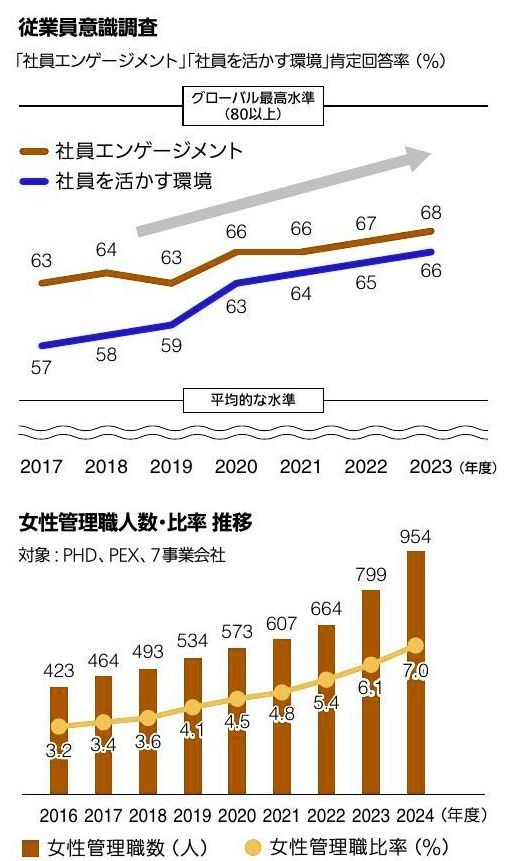 従業員意識調査
「社員エンゲージメント」「社員を活かす環境」肯定回答率(%)
グローバル最高水準
(80以上)
社員エンゲージメント
社員を活かす環境
63 64 63 66 66 67 68
57 58 59 63 64 65 66
平均的な水準
2017 2018 2019 2020 2021 2022 2023 (年度)
女性管理職人数・比率 推移
対象：PHD、PEX、7事業会社
423 464 493 534 573 607 664 799 954
3.2 3.4 3.6 4.1 4.5 4.8 5.4 6.1 7.0
2016 2017 2018 2019 2020 2021 2022 2023 2024 (年度)
女性管理職数(人) 女性管理職比率(%)